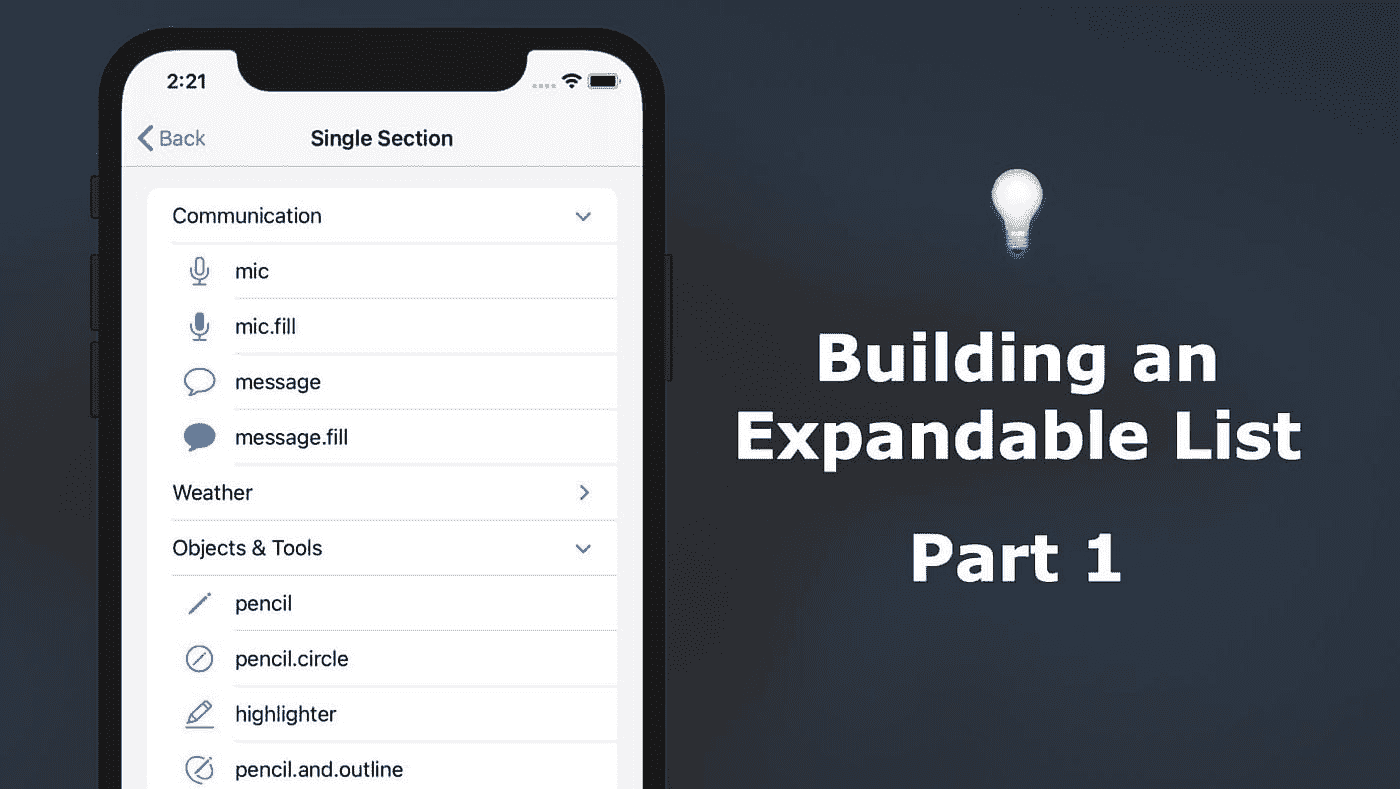 2:21
Back
Single Section
Communication
mic
mic.fill
message
message.fill
Weather
Objects & Tools
pencil
pencil.circle
highlighter
pencil.and.outline
Building an
Expandable List
Part 1